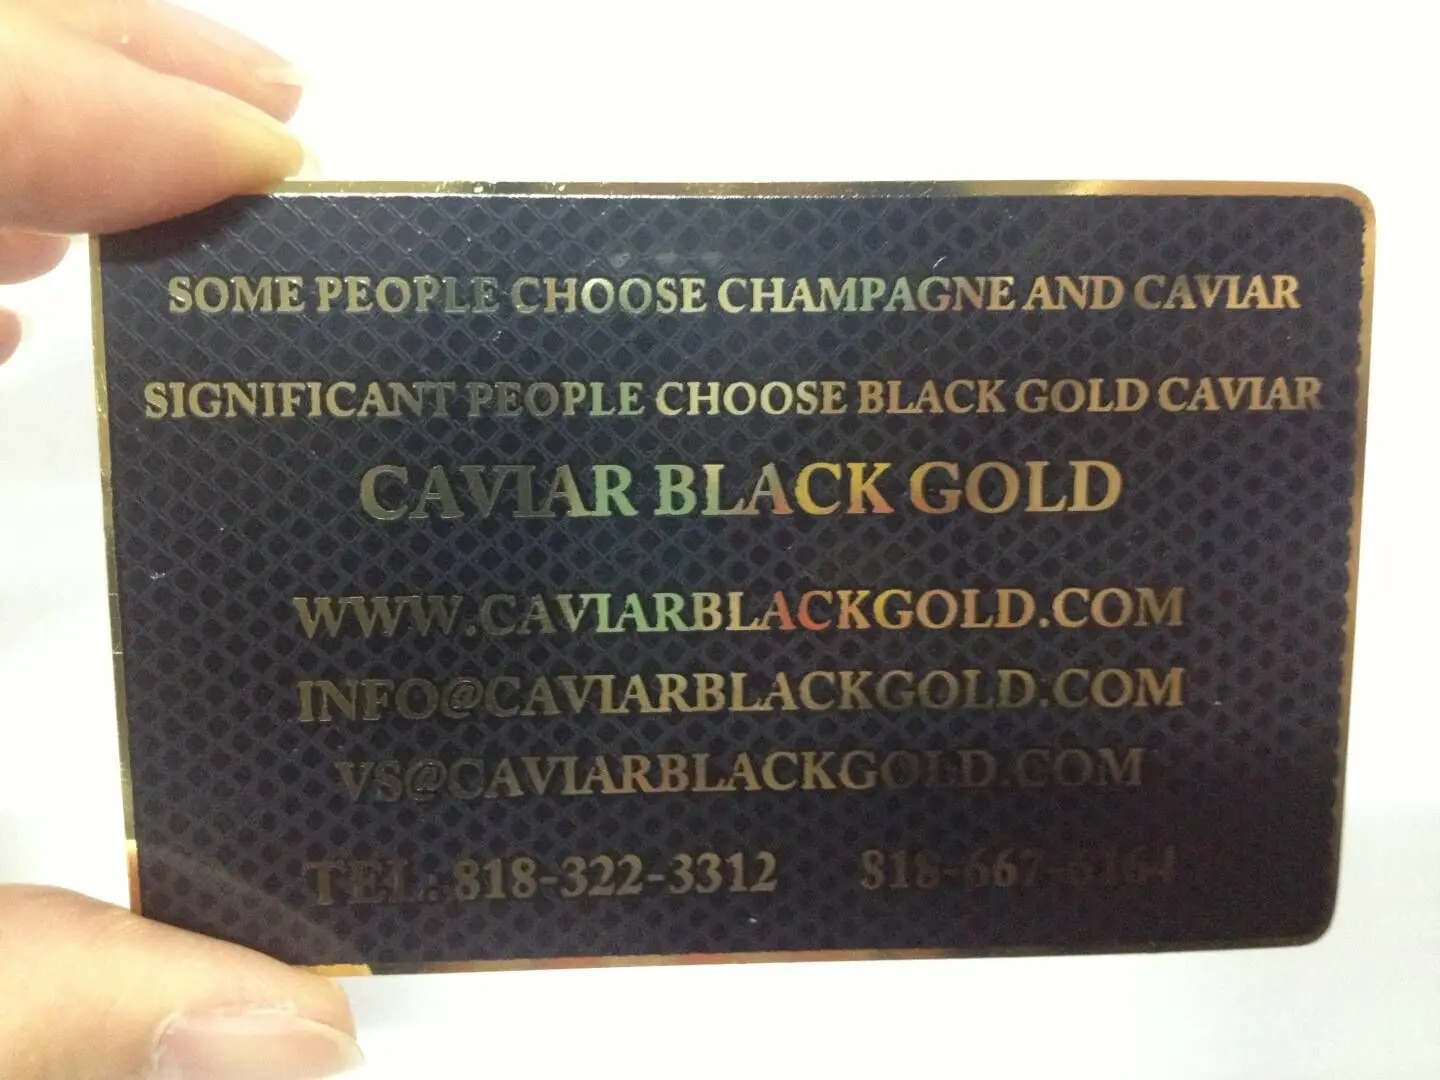 SOME PEOPLE CHOOSE CHAMPAGNE AND CAVIAR
SIGNIFICANT PEOPLE CHOOSE BLACK GOLD CAVIAR
CAVIAR BLACK GOLD
WWW.CAVIARBLACKGOLD.COM
INFO@CAVIARBLACKGOLD.COM
VS@CAVIARBLACKGOLD.COM
TEL: 818-322-3312